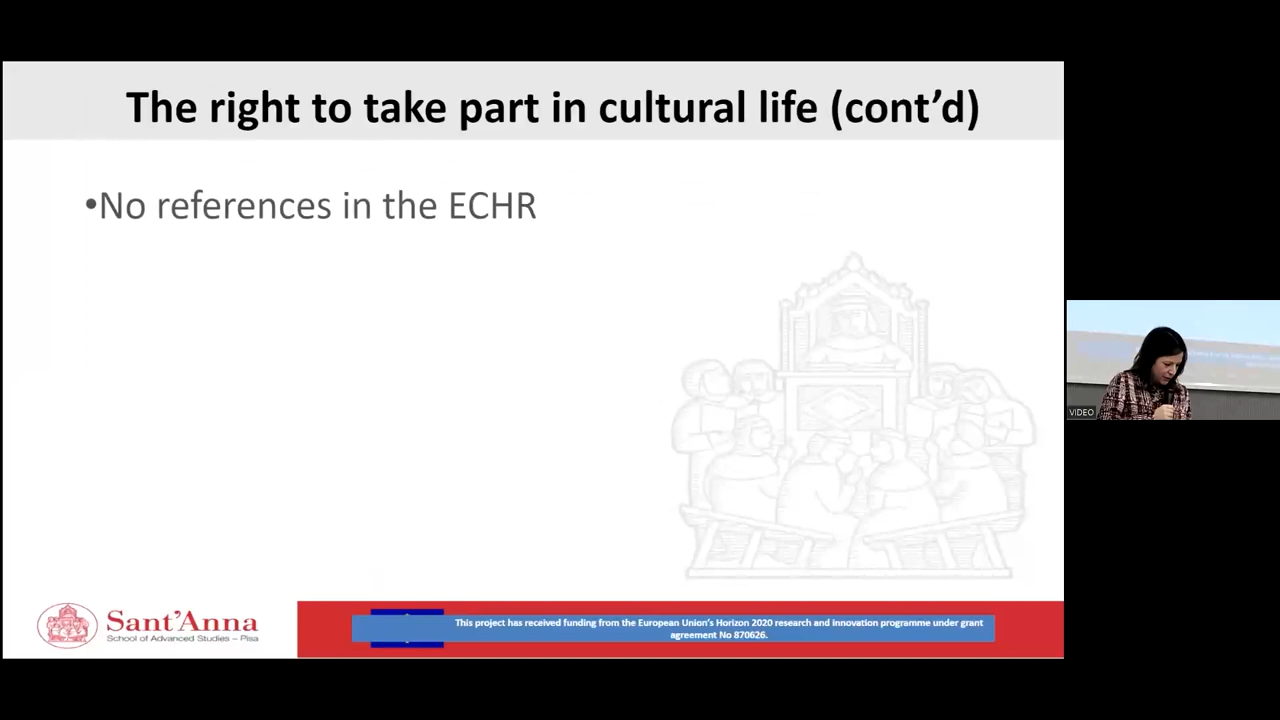 The right to take part in cultural life (cont’d)
•No references in the ECHR
VIDEO
Sant’Anna
School of Advanced Studies – Pisa
This project has received funding from the European Union’s Horizon 2020 research and innovation programme under grant
agreement No 870626.